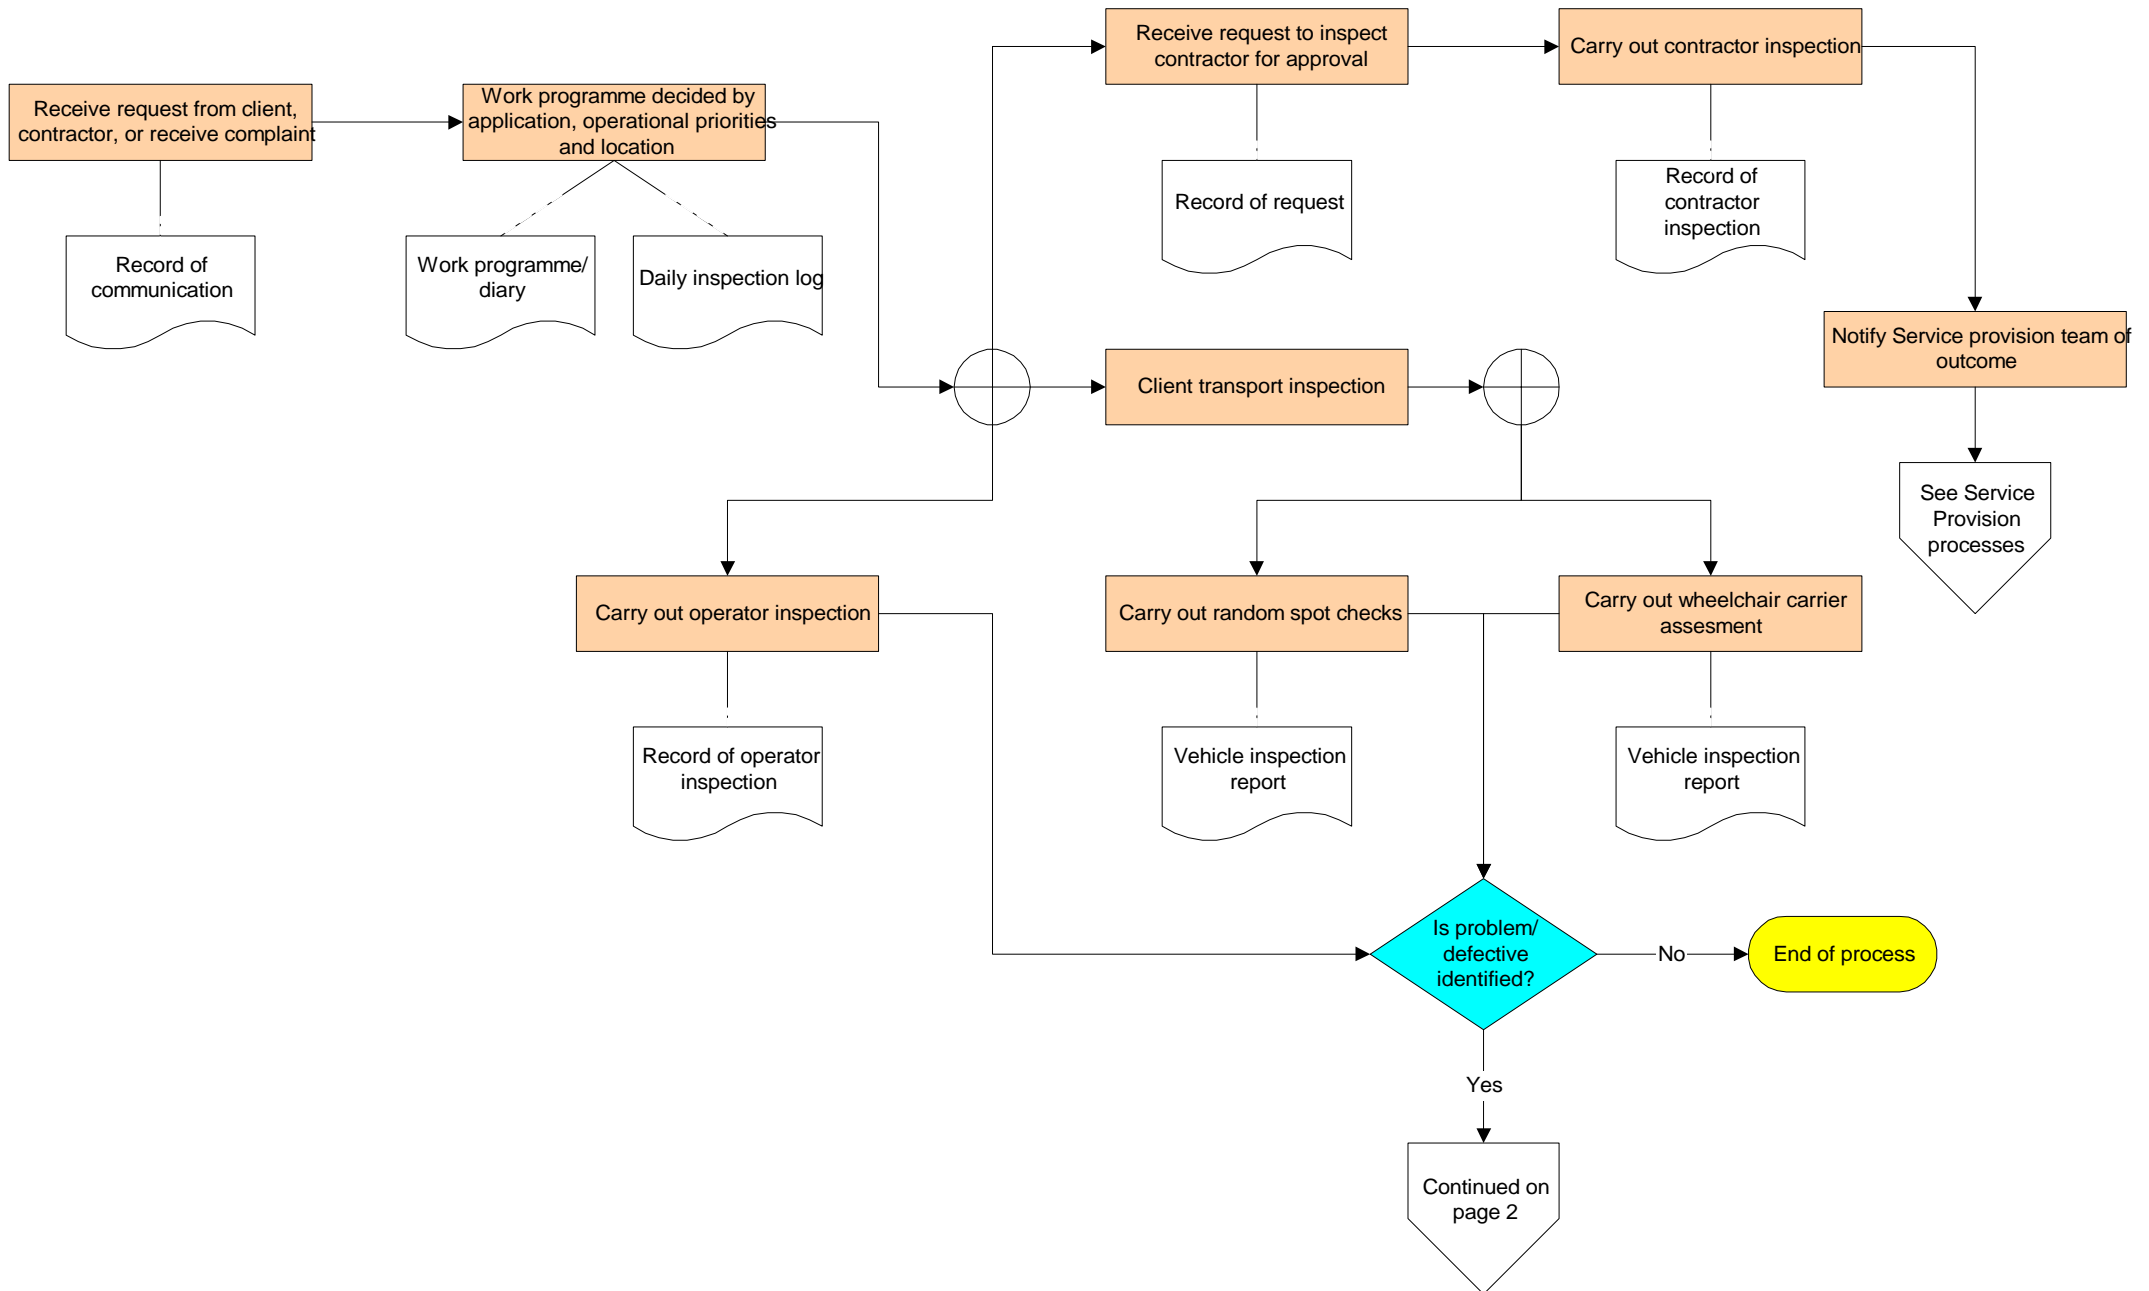 Receive request to inspect
contractor for approval
Carry out contractor inspection
Receive request from client,
contractor, or receive complaint
Work programme decided by
application, operational priorities
and location
Record of request
Record of
contractor
inspection
Record of
communication
Work programme/
diary
Daily inspection log
Notify Service provision team of
outcome
Client transport inspection
See Service
Provision
processes
Carry out operator inspection
Carry out random spot checks
Carry out wheelchair carrier
assesment
Record of operator
inspection
Vehicle inspection
report
Vehicle inspection
report
Is problem/
defective
identified?
No
End of process
Yes
Continued on
page 2